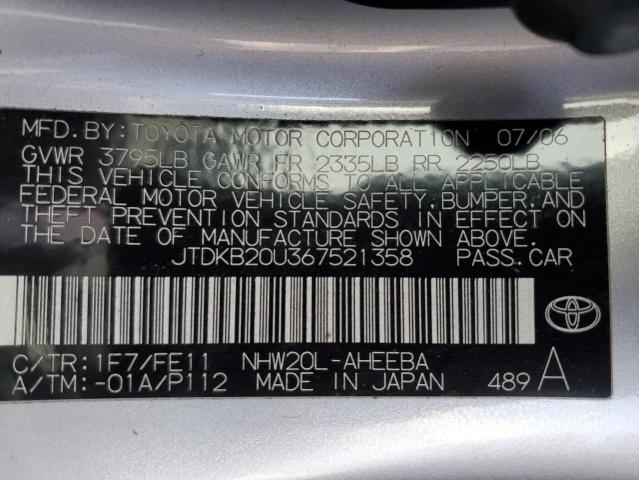 MFD. BY: TOYOTA MOTOR CORPORATION 07/06
GVWR 3795LB GAWR FR 2335LB RR 2250LB
THIS VEHICLE CONFORMS TO ALL APPLICABLE
FEDERAL MOTOR VEHICLE SAFETY, BUMPER, AND
THEFT PREVENTION STANDARDS IN EFFECT ON
THE DATE OF MANUFACTURE SHOWN ABOVE.
JTDKB20U367521358 PASS. CAR
C/TR: 1F7/FE11 NHW20L-AHEEBA
A/TM: -01A/P112 MADE IN JAPAN 489 A